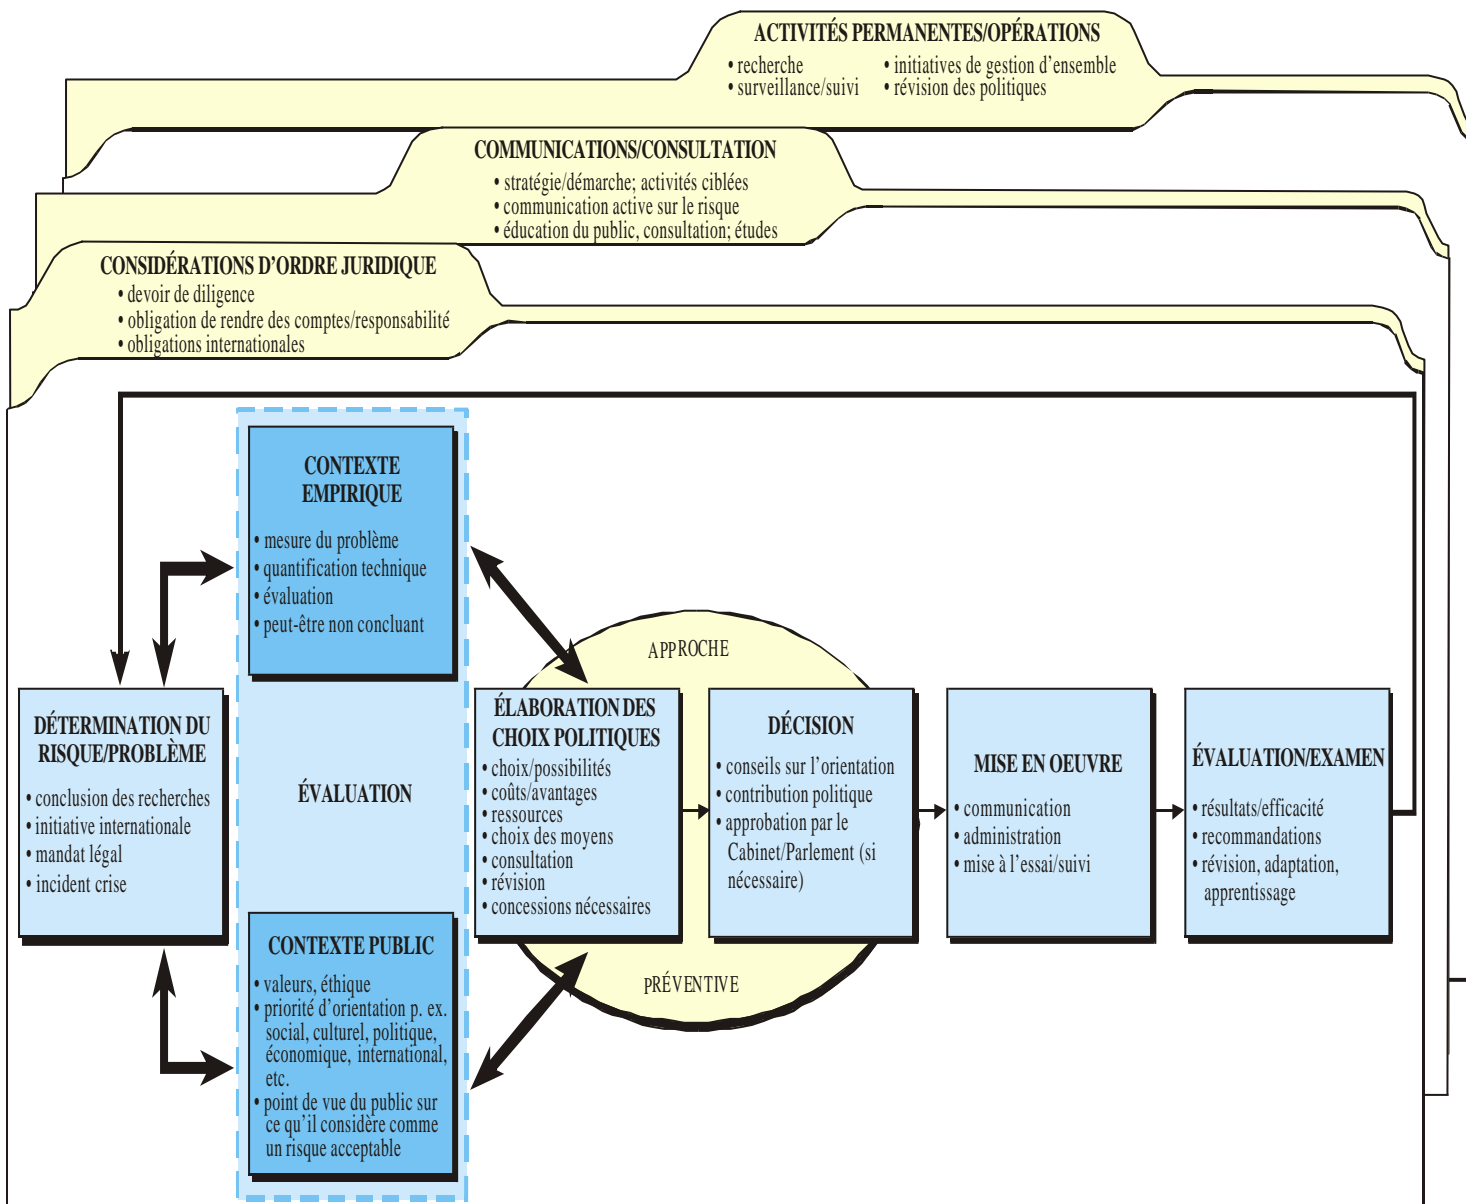 ACTIVITÉS PERMANENTES/OPÉRATIONS
• recherche
• surveillance/suivi
• initiatives de gestion d’ensemble
• révision des politiques
COMMUNICATIONS/CONSULTATION
• stratégie/démarche; activités ciblées
• communication active sur le risque
• éducation du public, consultation; études
CONSIDÉRATIONS D’ORDRE JURIDIQUE
• devoir de diligence
• obligation de rendre des comptes/responsabilité
• obligations internationales
DÉTERMINATION DU
RISQUE/PROBLÈME
• conclusion des recherches
• initiative internationale
• mandat légal
• incident crise
CONTEXTE
EMPIRIQUE
• mesure du problème
• quantification technique
• évaluation
• peut-être non concluant
ÉVALUATION
CONTEXTE PUBLIC
• valeurs, éthique
• priorité d’orientation p. ex.
social, culturel, politique,
économique, international,
etc.
• point de vue du public sur
ce qu’il considère comme
un risque acceptable
APPROCHE
ÉLABORATION DES
CHOIX POLITIQUES
• choix/possibilités
• coûts/avantages
• ressources
• choix des moyens
• consultation
• révision
• concessions nécessaires
DÉCISION
• conseils sur l’orientation
• contribution politique
• approbation par le
Cabinet/Parlement (si
nécessaire)
PRÉVENTIVE
MISE EN OEUVRE
• communication
• administration
• mise à l’essai/suivi
ÉVALUATION/EXAMEN
• résultats/efficacité
• recommandations
• révision, adaptation,
apprentissage